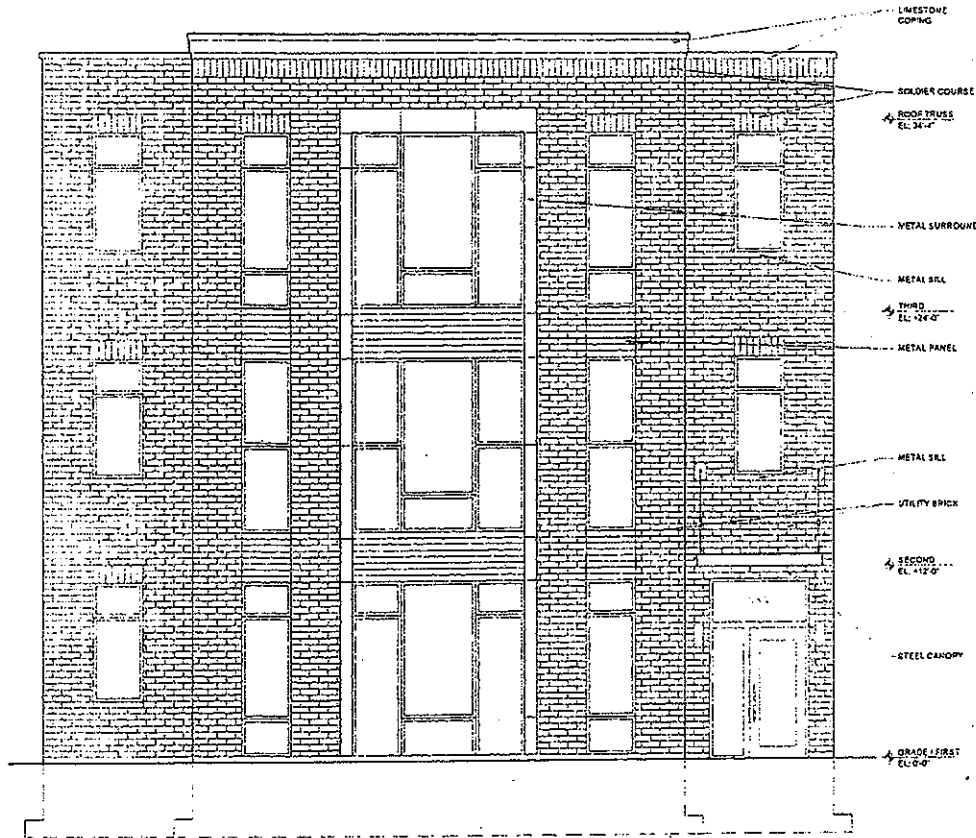 LIMESTONE
COPING
SOLDIER COURSE
ROOF TRUSS
EL: 34'-4"
METAL SURROUND
METAL SILL
THIRD
EL: +24'-0"
METAL PANEL
METAL SILL
UTILITY BRICK
SECOND
EL: +12'-0"
STEEL CANOPY
GRADE / FIRST
EL: 0'-0"